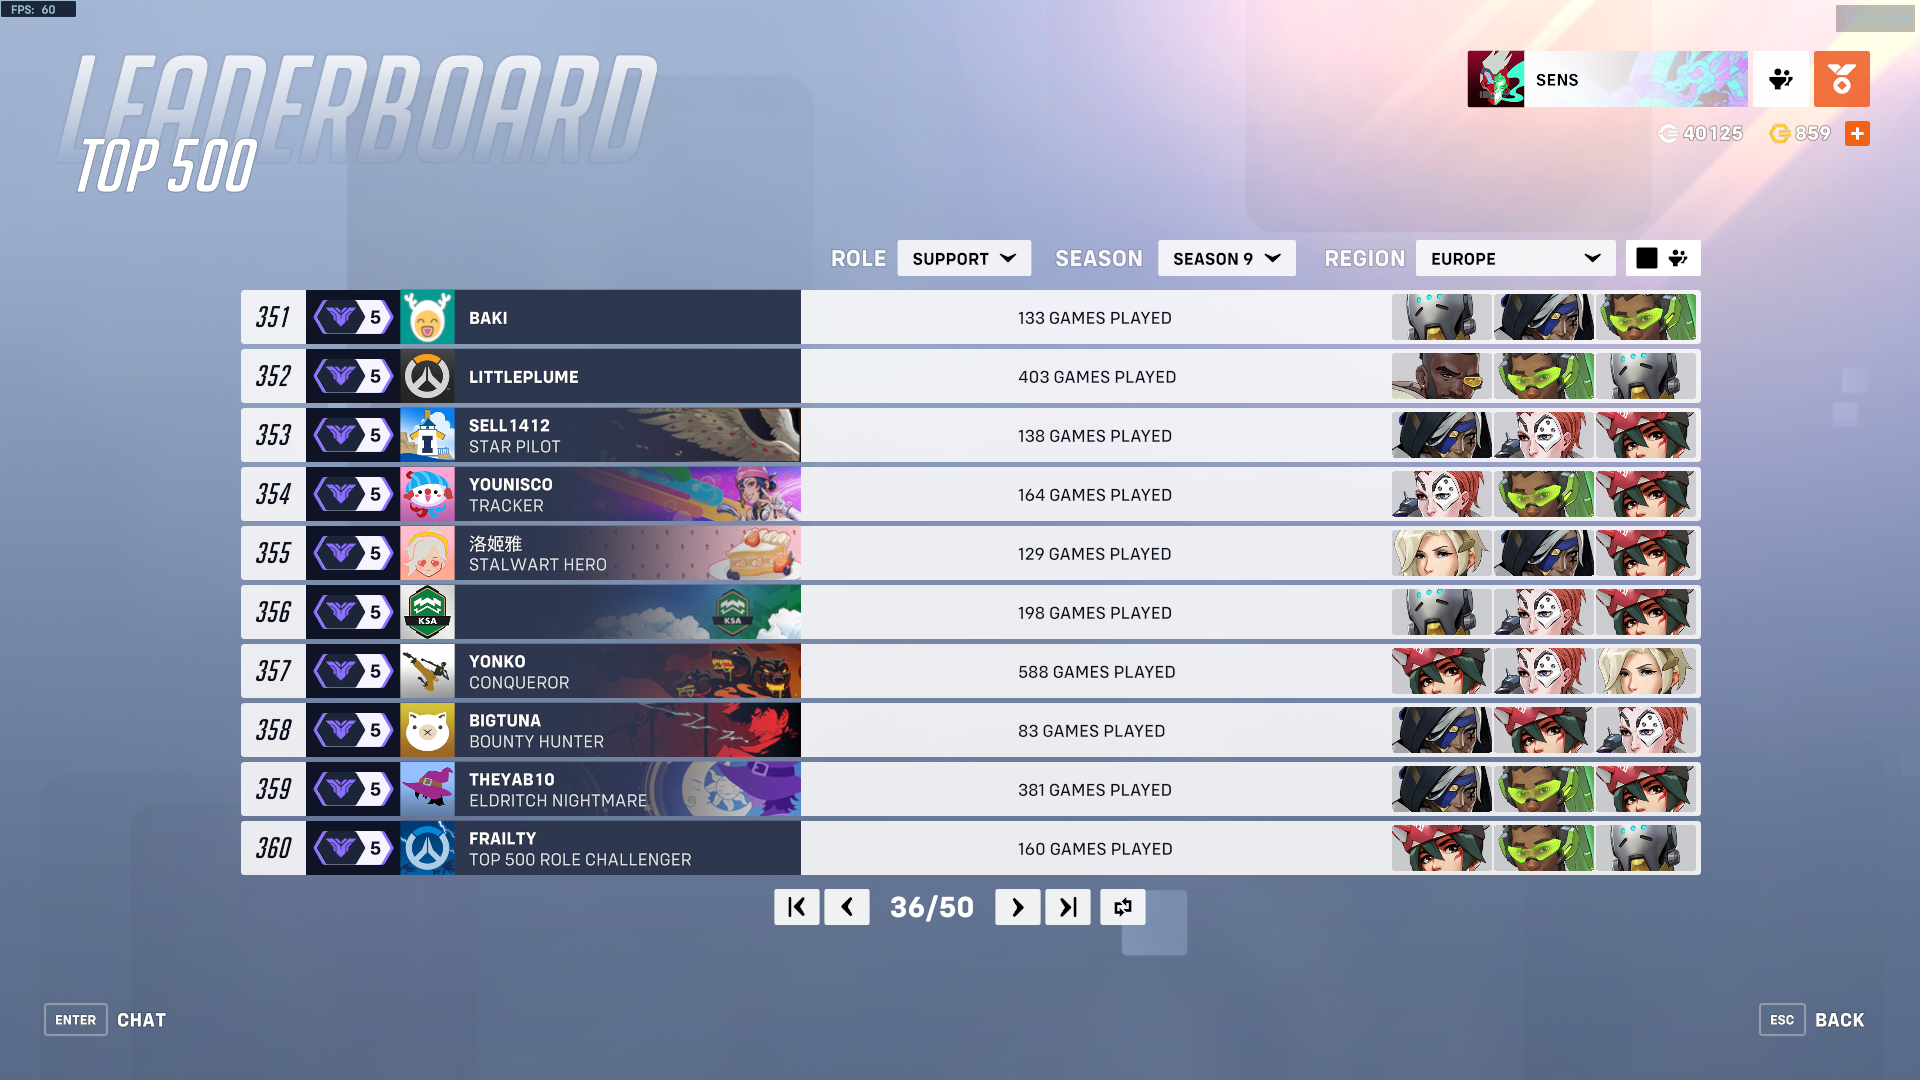 FPS: 60
LEADERBOARD
TOP 500
SENS
40125
859
ROLE
SUPPORT
SEASON
SEASON 9
REGION
EUROPE
351
5
BAKI
133 GAMES PLAYED
352
5
LITTLEPLUME
403 GAMES PLAYED
353
5
SELL1412
STAR PILOT
138 GAMES PLAYED
354
5
YOUNISCO
TRACKER
164 GAMES PLAYED
355
5
洛姬雅
STALWART HERO
129 GAMES PLAYED
356
5
KSA
KSA
198 GAMES PLAYED
357
5
YONKO
CONQUEROR
588 GAMES PLAYED
358
5
BIGTUNA
BOUNTY HUNTER
83 GAMES PLAYED
359
5
THEYAB10
ELDRITCH NIGHTMARE
381 GAMES PLAYED
360
5
FRAILTY
TOP 500 ROLE CHALLENGER
160 GAMES PLAYED
36/50
ENTER
CHAT
ESC
BACK